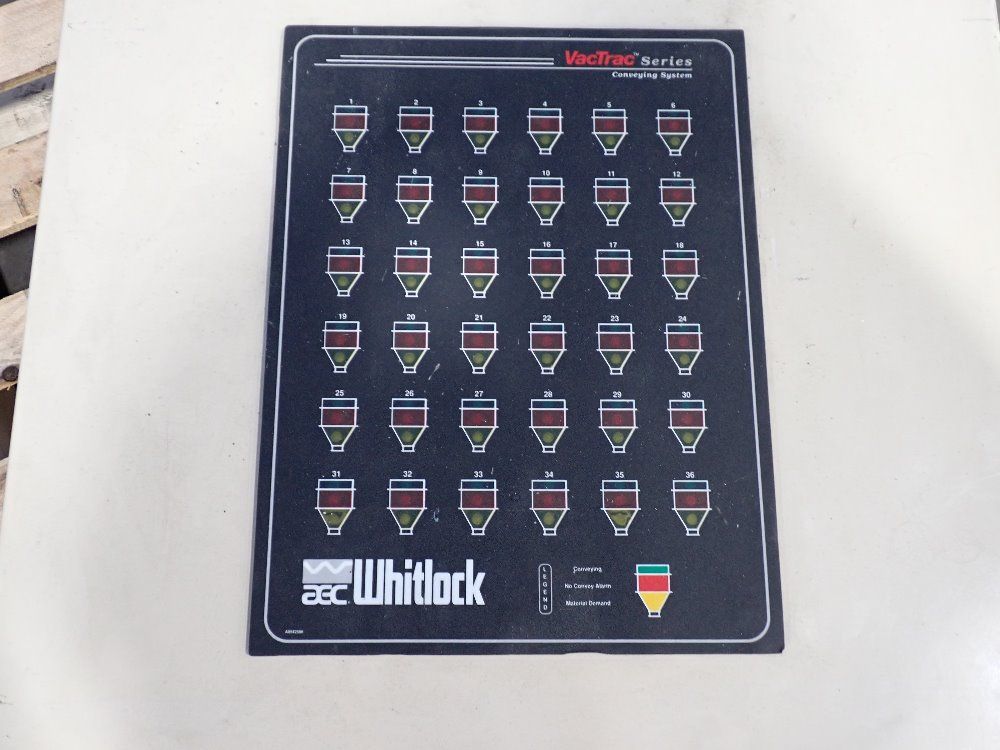 VacTrac™ Series
Conveying System
1 2 3 4 5 6
7 8 9 10 11 12
13 14 15 16 17 18
19 20 21 22 23 24
25 26 27 28 29 30
31 32 33 34 35 36
aec Whitlock
LEGEND
Conveying
No Convey Alarm
Material Demand